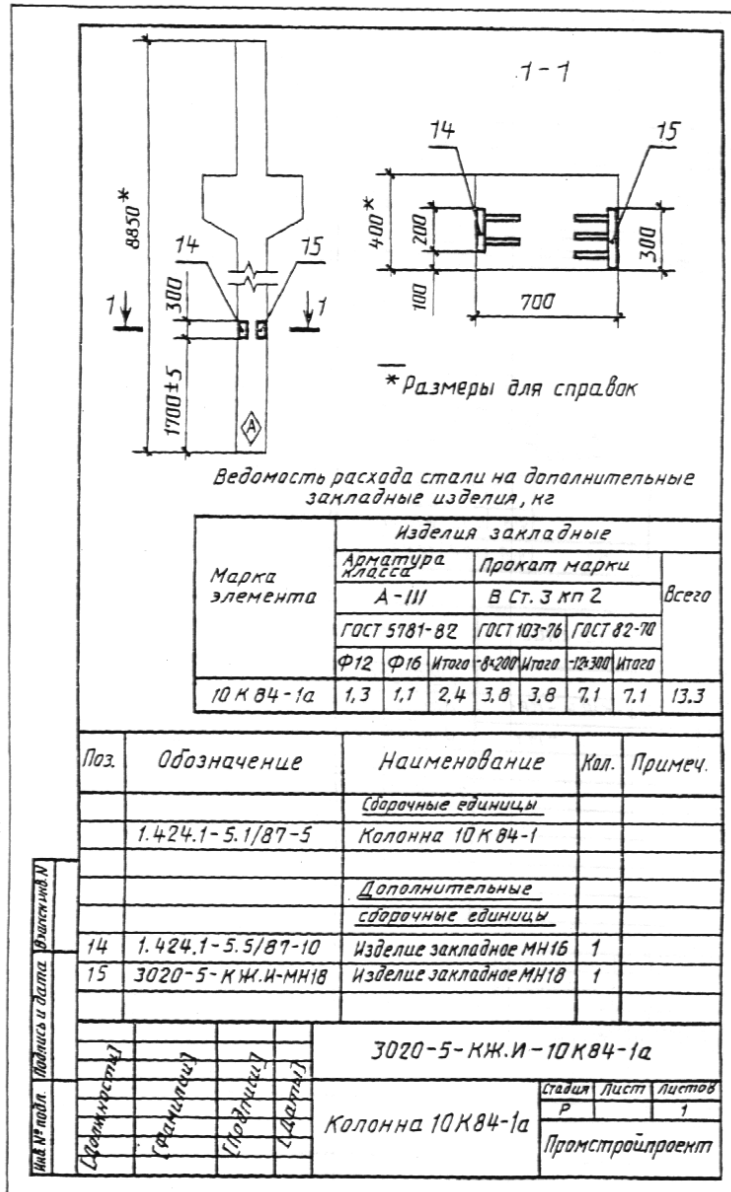 1-1
14
15
8850*
14
15
300
1
1
1700±5
А
400*
200
100
300
700
* Размеры для справок
Ведомость расхода стали на дополнительные
закладные изделия, кг
Марка элемента
Изделия закладные
Арматура класса
Прокат марки
Всего
А-III
В Ст. 3 кп 2
ГОСТ 5781-82
ГОСТ 103-76
ГОСТ 82-70
Ф12
Ф16
Итого
-8×200
Итого
-12×300
Итого
10 К 84-1а
1,3
1,1
2,4
3,8
3,8
7,1
7,1
13.3
Поз.
Обозначение
Наименование
Кол.
Примеч.
Сборочные единицы
1.424.1-5.1/87-5
Колонна 10 К 84-1
Дополнительные
сборочные единицы
14
1.424.1-5.5/87-10
Изделие закладное МН16
1
15
3020-5-КЖ.И-МН18
Изделие закладное МН18
1
Взам.инв.N
Подпись и дата
Инв.№ подл.
[Должность]
[Фамилии]
[Подписи]
[Даты]
3020-5-КЖ.И-10К84-1а
Колонна 10К84-1а
Стадия
Лист
Листов
Р
1
Промстройпроект